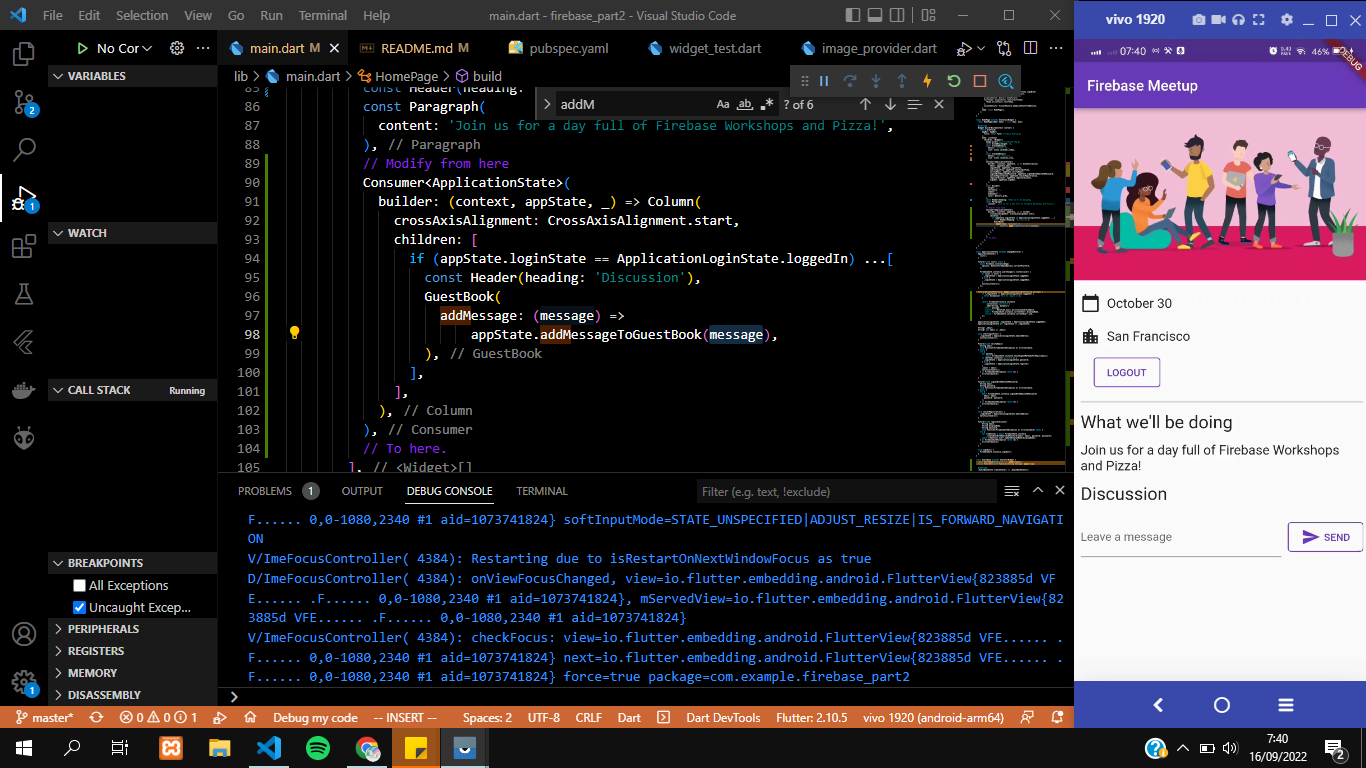 File Edit Selection View Go Run Terminal Help
main.dart - firebase_part2 - Visual Studio Code
No Cor
VARIABLES
WATCH
CALL STACK
Running
BREAKPOINTS
All Exceptions
Uncaught Excep...
PERIPHERALS
REGISTERS
MEMORY
DISASSEMBLY
2
1
1
main.dart M
README.md M
pubspec.yaml
widget_test.dart
image_provider.dart
lib > main.dart > HomePage > build
addM
Aa ab
? of 6
85 const Header(heading:
86 const Paragraph(
87 content: 'Join us for a day full of Firebase Workshops and Pizza!',
88 ), // Paragraph
89 // Modify from here
90 Consumer<ApplicationState>(
91 builder: (context, appState, _) => Column(
92 crossAxisAlignment: CrossAxisAlignment.start,
93 children: [
94 if (appState.loginState == ApplicationLoginState.loggedIn) ...[
95 const Header(heading: 'Discussion'),
96 GuestBook(
97 addMessage: (message) =>
98 appState.addMessageToGuestBook(message),
99 ), // GuestBook
100 ],
101 ],
102 ), // Column
103 ), // Consumer
104 // To here.
105 ], // <Widget>[]
PROBLEMS 1 OUTPUT DEBUG CONSOLE TERMINAL
Filter (e.g. text, !exclude)
F...... 0,0-1080,2340 #1 aid=1073741824} softInputMode=STATE_UNSPECIFIED|ADJUST_RESIZE|IS_FORWARD_NAVIGATI
ON
V/ImeFocusController( 4384): Restarting due to isRestartOnNextWindowFocus as true
D/ImeFocusController( 4384): onViewFocusChanged, view=io.flutter.embedding.android.FlutterView{823885d VF
E...... .F...... 0,0-1080,2340 #1 aid=1073741824}, mServedView=io.flutter.embedding.android.FlutterView{82
3885d VFE...... .F...... 0,0-1080,2340 #1 aid=1073741824}
V/ImeFocusController( 4384): checkFocus: view=io.flutter.embedding.android.FlutterView{823885d VFE...... .
F...... 0,0-1080,2340 #1 aid=1073741824} next=io.flutter.embedding.android.FlutterView{823885d VFE...... .
F...... 0,0-1080,2340 #1 aid=1073741824} force=true package=com.example.firebase_part2
master* 0 0 1 Debug my code -- INSERT -- Spaces: 2 UTF-8 CRLF Dart Dart DevTools Flutter: 2.10.5 vivo 1920 (android-arm64)
vivo 1920
07:40
46%
DEBUG
Firebase Meetup
October 30
San Francisco
LOGOUT
What we'll be doing
Join us for a day full of Firebase Workshops
and Pizza!
Discussion
Leave a message
SEND
7:40
16/09/2022
2